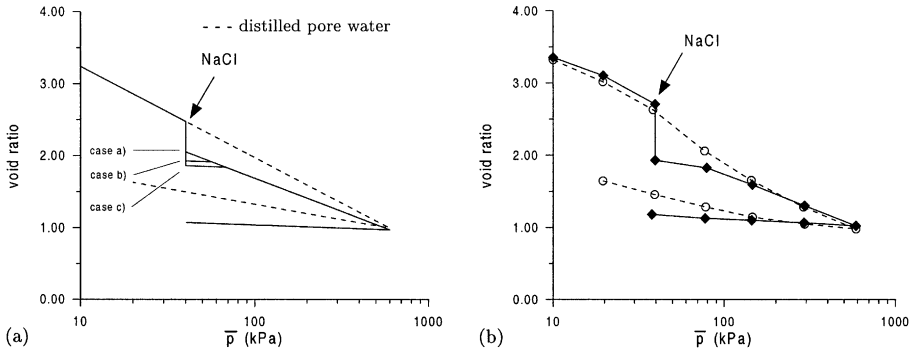 4.00
3.00
2.00
1.00
0.00
void ratio
- - - distilled pore water
NaCl
case a)
case b)
case c)
10
100
1000
p̅ (kPa)
(a)
4.00
3.00
2.00
1.00
0.00
void ratio
NaCl
10
100
1000
p̅ (kPa)
(b)